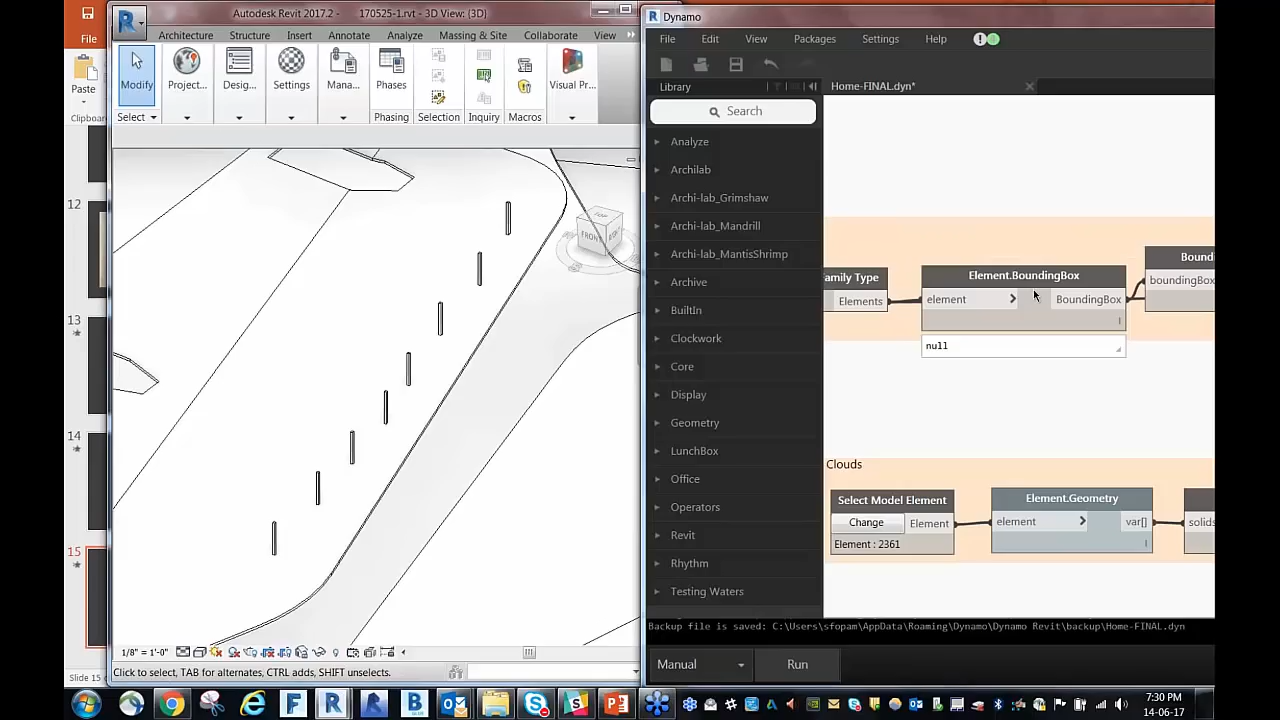 Autodesk Revit 2017.2 - 170525-1.rvt - 3D View: {3D}
Dynamo
File
Architecture Structure Insert Annotate Analyze Massing & Site Collaborate View
File Edit View Packages Settings Help
Paste
Clipboard
Modify Project... Desig... Settings Mana... Phases Visual Pr...
Select Phasing Selection Inquiry Macros
Library
Home-FINAL.dyn*
Search
Analyze
Archilab
Archi-lab_Grimshaw
Archi-lab_Mandrill
Archi-lab_MantisShrimp
Archive
BuiltIn
Clockwork
Core
Display
Geometry
LunchBox
Office
Operators
Revit
Rhythm
Testing Waters
12
13
14
15
TOP
FRONT
amily Type
Elements
Element.BoundingBox
element > BoundingBox
null
Bound
boundingBox
Clouds
Select Model Element
Change Element
Element : 2361
Element.Geometry
element > var[]
solids
Backup file is saved: C:\Users\sfopam\AppData\Roaming\Dynamo\Dynamo Revit\backup\Home-FINAL.dyn
1/8" = 1'-0"
Manual Run
Click to select, TAB for alternates, CTRL adds, SHIFT unselects.
Slide 15
7:30 PM
14-06-17